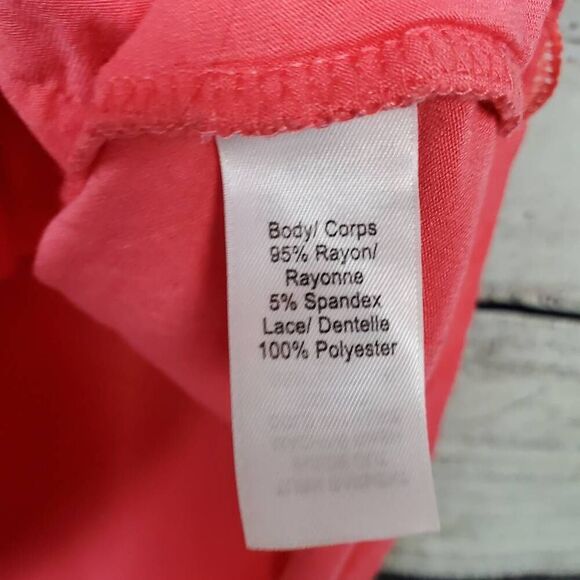 Body/ Corps
95% Rayon/
Rayonne
5% Spandex
Lace/ Dentelle
100% Polyester